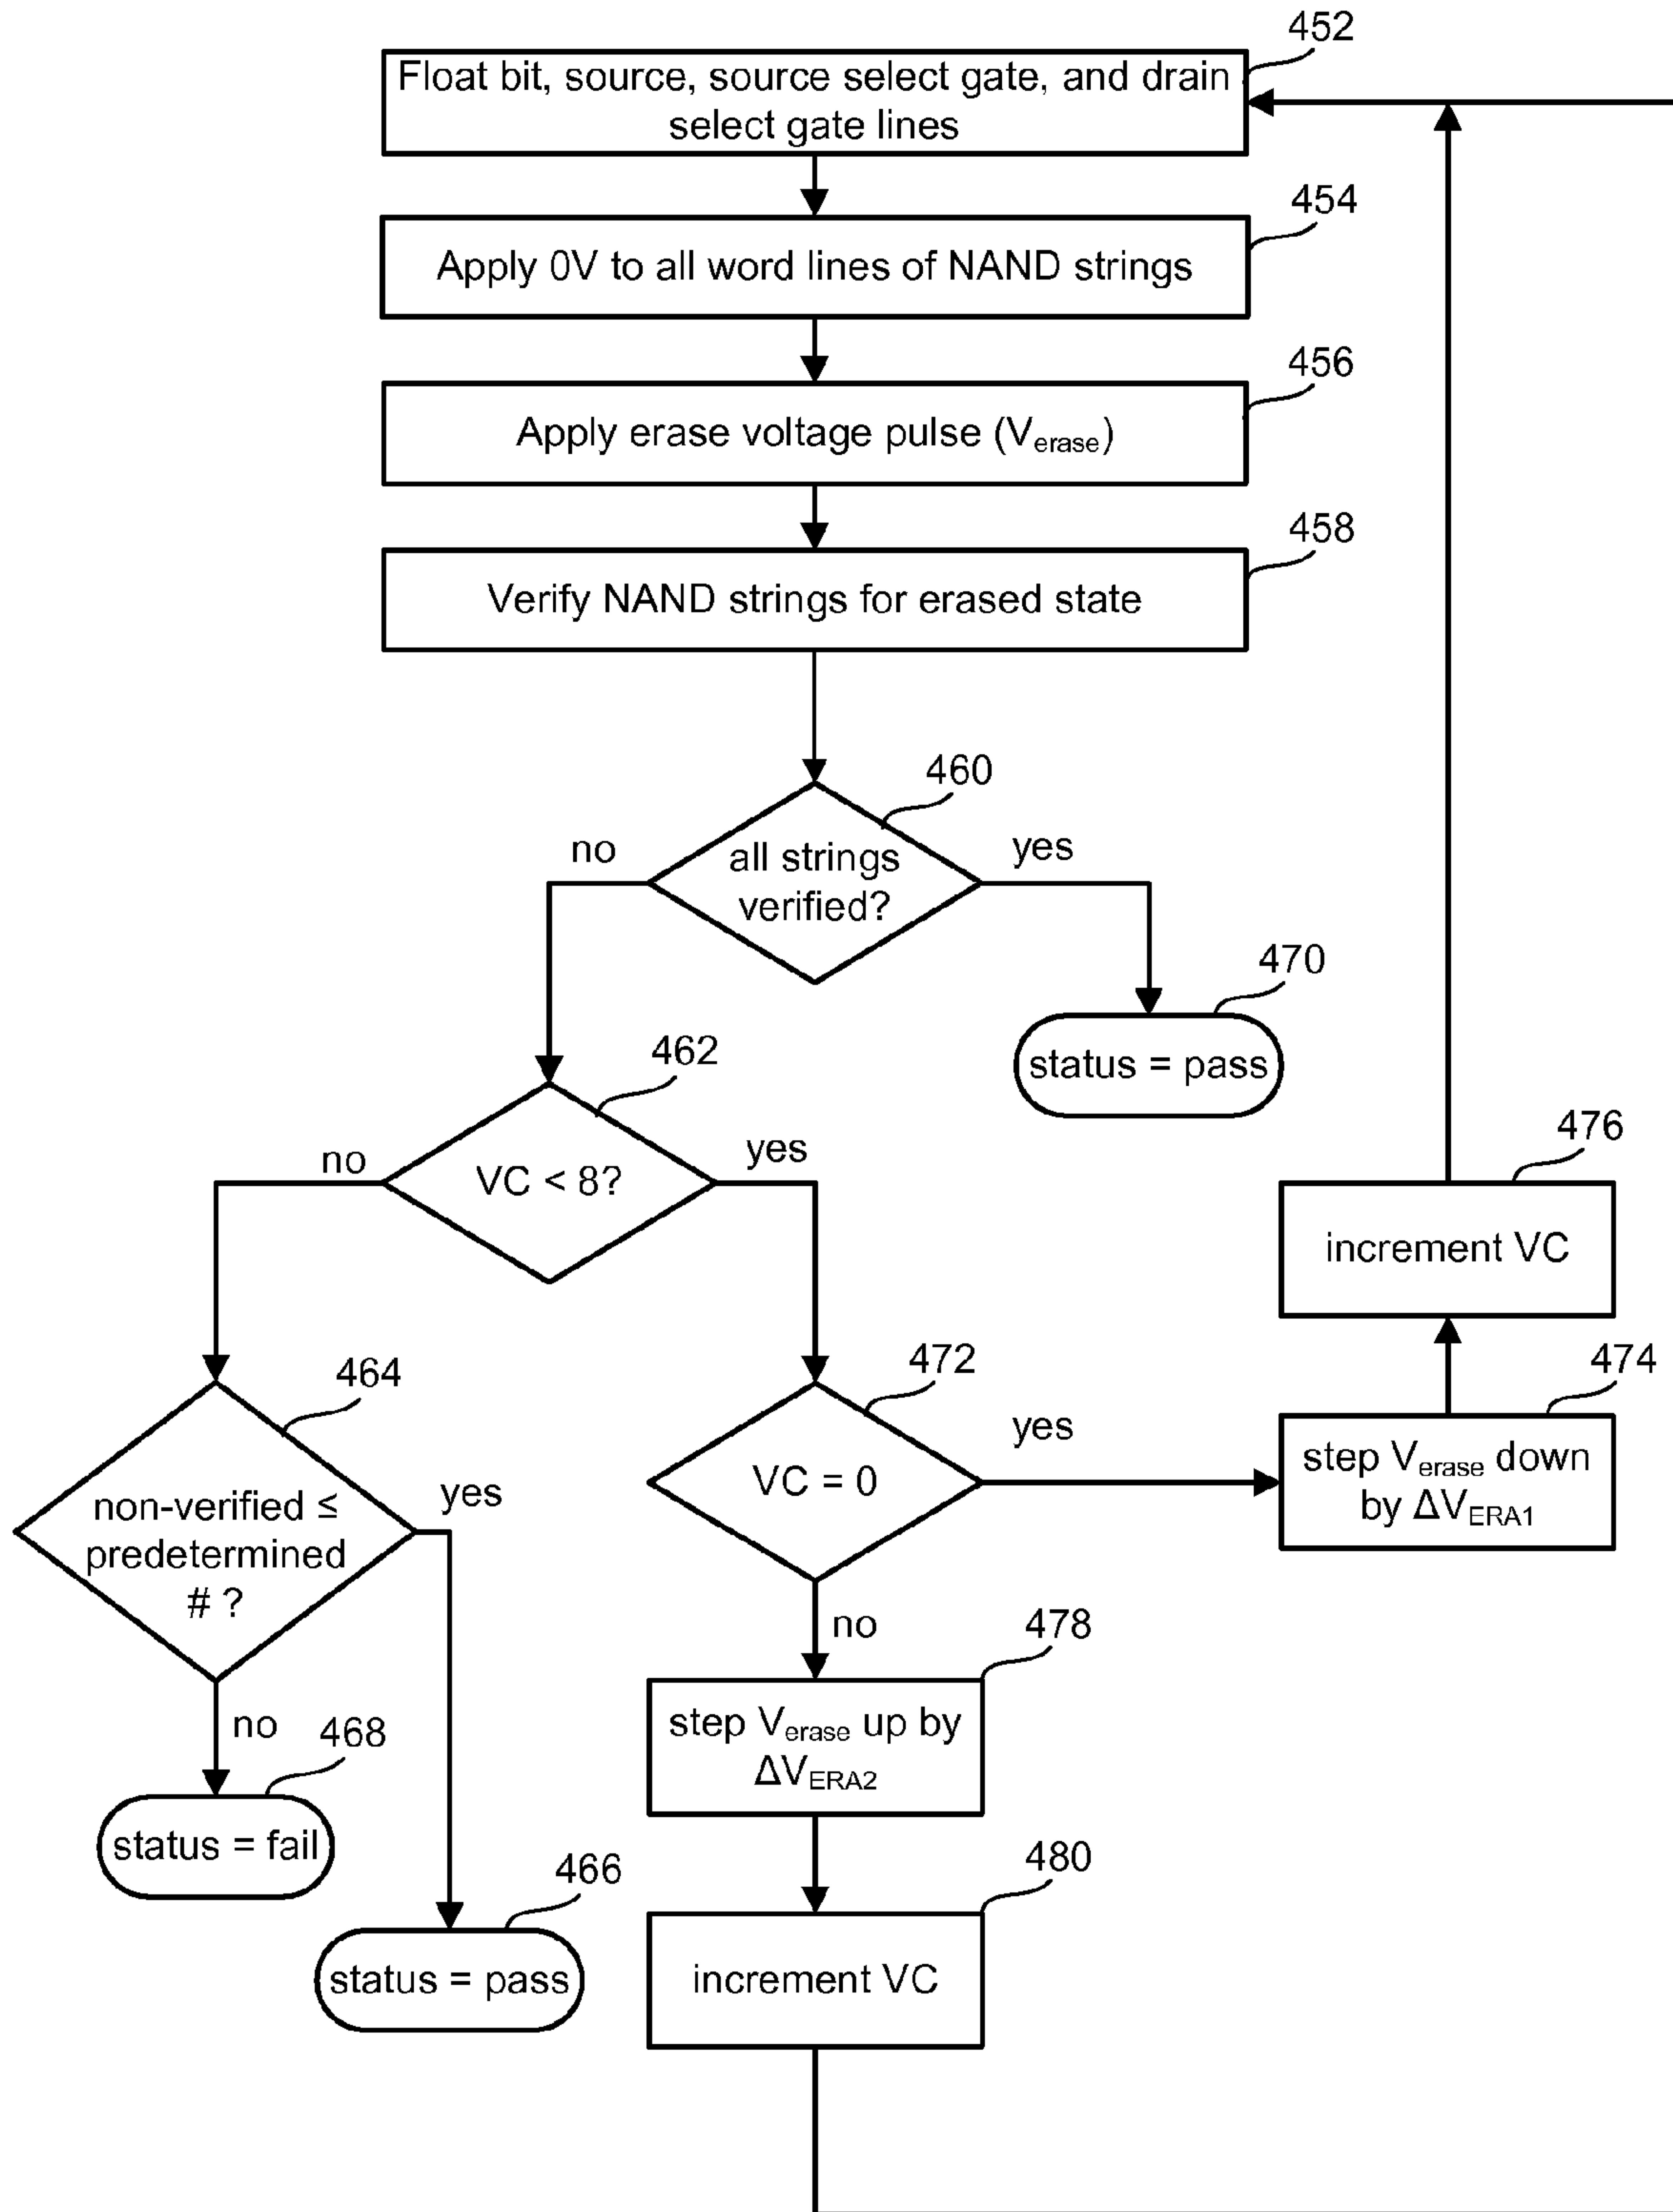 452
Float bit, source, source select gate, and drain
select gate lines
454
Apply 0V to all word lines of NAND strings
456
Apply erase voltage pulse (Verase)
458
Verify NAND strings for erased state
460
no
all strings
verified?
yes
470
status = pass
462
no
VC < 8?
yes
476
increment VC
464
non-verified ≤
predetermined
# ?
yes
472
VC = 0
yes
474
step Verase down
by ΔVERA1
no
468
status = fail
466
status = pass
no
478
step Verase up by
ΔVERA2
480
increment VC